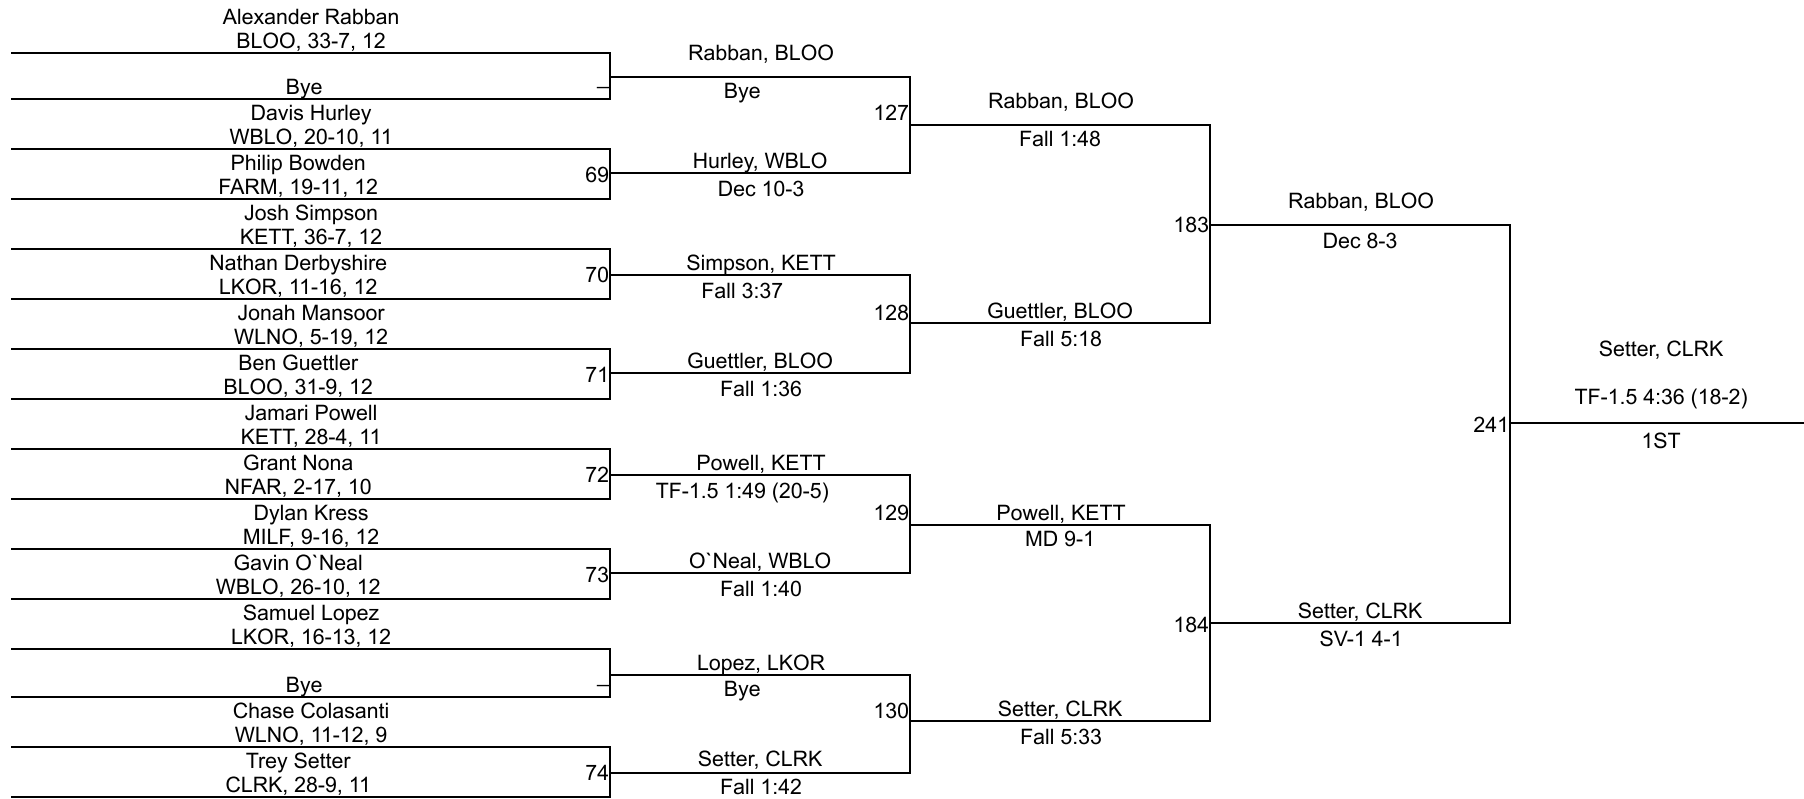 Alexander Rabban
BLOO, 33-7, 12
Bye
Davis Hurley
WBLO, 20-10, 11
Philip Bowden
FARM, 19-11, 12
Josh Simpson
KETT, 36-7, 12
Nathan Derbyshire
LKOR, 11-16, 12
Jonah Mansoor
WLNO, 5-19, 12
Ben Guettler
BLOO, 31-9, 12
Jamari Powell
KETT, 28-4, 11
Grant Nona
NFAR, 2-17, 10
Dylan Kress
MILF, 9-16, 12
Gavin O`Neal
WBLO, 26-10, 12
Samuel Lopez
LKOR, 16-13, 12
Bye
Chase Colasanti
WLNO, 11-12, 9
Trey Setter
CLRK, 28-9, 11
69
70
71
72
73
74
Rabban, BLOO
Bye
Hurley, WBLO
Dec 10-3
Simpson, KETT
Fall 3:37
Guettler, BLOO
Fall 1:36
Powell, KETT
TF-1.5 1:49 (20-5)
O`Neal, WBLO
Fall 1:40
Lopez, LKOR
Bye
Setter, CLRK
Fall 1:42
127
128
129
130
Rabban, BLOO
Fall 1:48
Guettler, BLOO
Fall 5:18
Powell, KETT
MD 9-1
Setter, CLRK
Fall 5:33
183
184
Rabban, BLOO
Dec 8-3
Setter, CLRK
SV-1 4-1
241
Setter, CLRK
TF-1.5 4:36 (18-2)
1ST